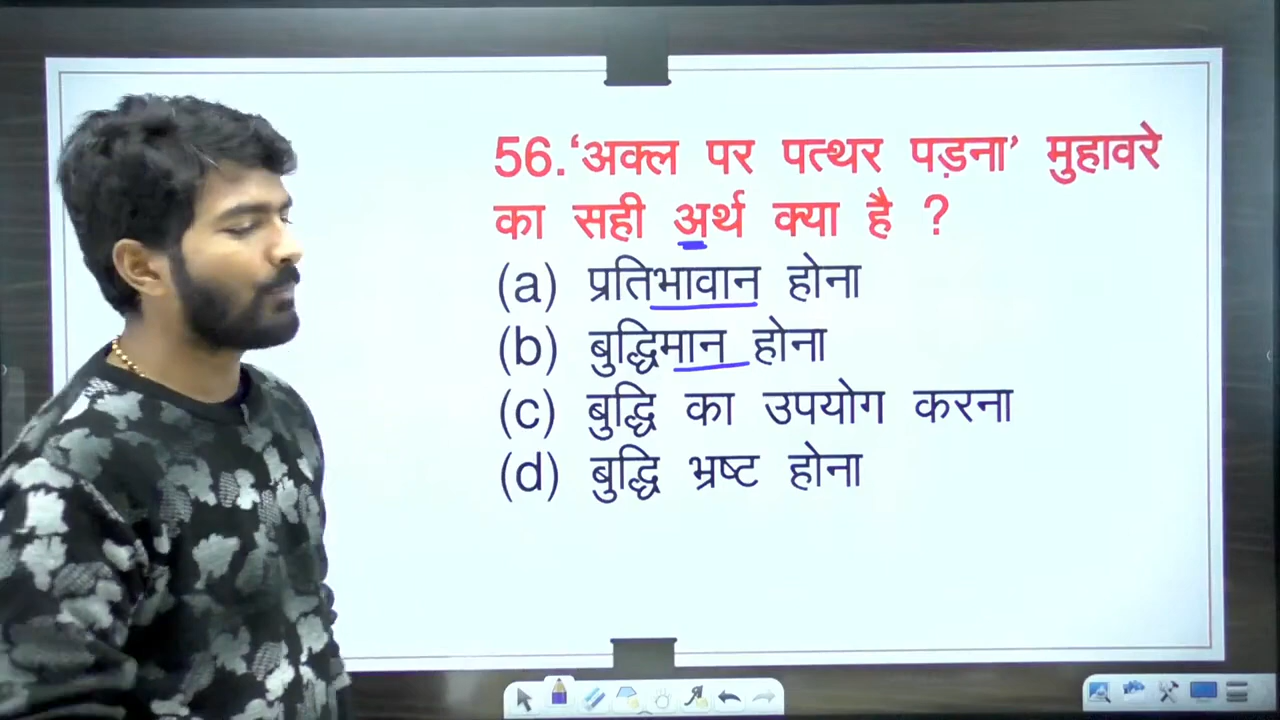 56.‘अक्ल पर पत्थर पड़ना’ मुहावरे
का सही अर्थ क्या है ?
(a) प्रतिभावान होना
(b) बुद्धिमान होना
(c) बुद्धि का उपयोग करना
(d) बुद्धि भ्रष्ट होना